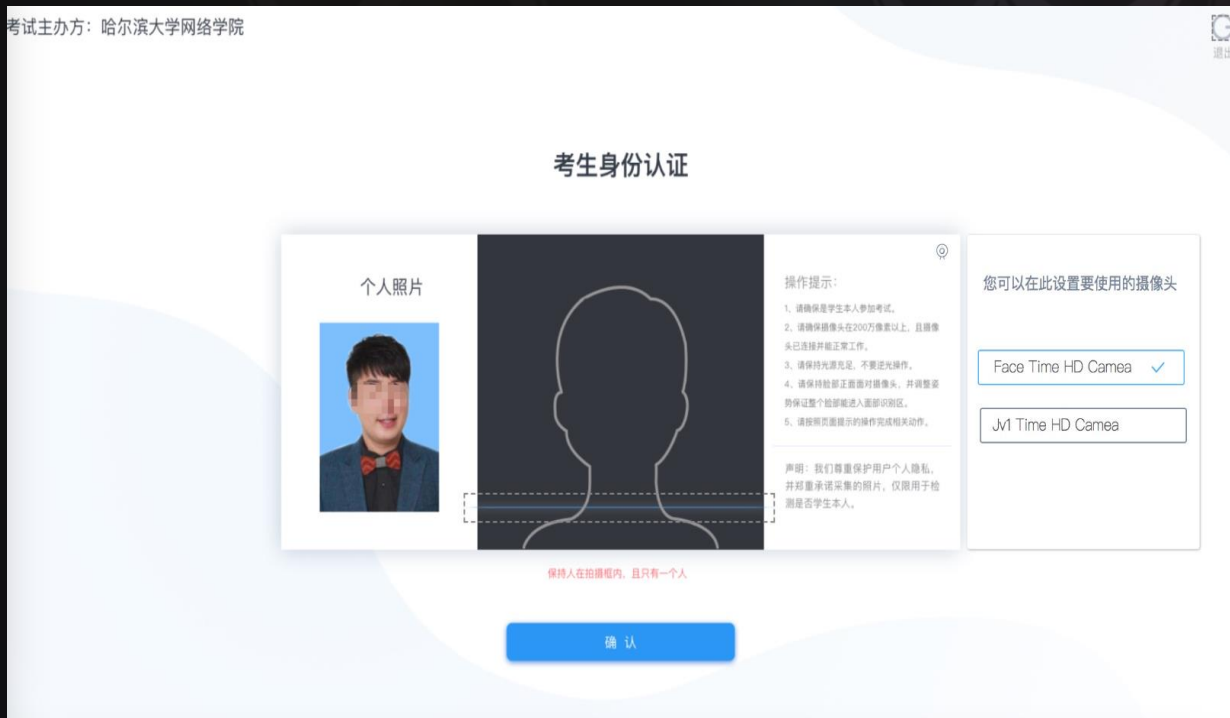 考试主办方：哈尔滨大学网络学院
退出
考生身份认证
个人照片
操作提示：
1、请确保是学生本人参加考试。
2、请确保摄像头在200万像素以上，且摄像
头已连接并能正常工作。
3、请保持光源充足，不要逆光操作。
4、请保持脸部正面面对摄像头，并调整姿
势保证整个脸部能进入面部识别区。
5、请按照页面提示的操作完成相关动作。
声明：我们尊重保护用户个人隐私，
并郑重承诺采集的照片，仅限用于检
测是否学生本人。
您可以在此设置要使用的摄像头
Face Time HD Camea
Jv1 Time HD Camea
保持人在拍摄框内，且只有一个人
确 认